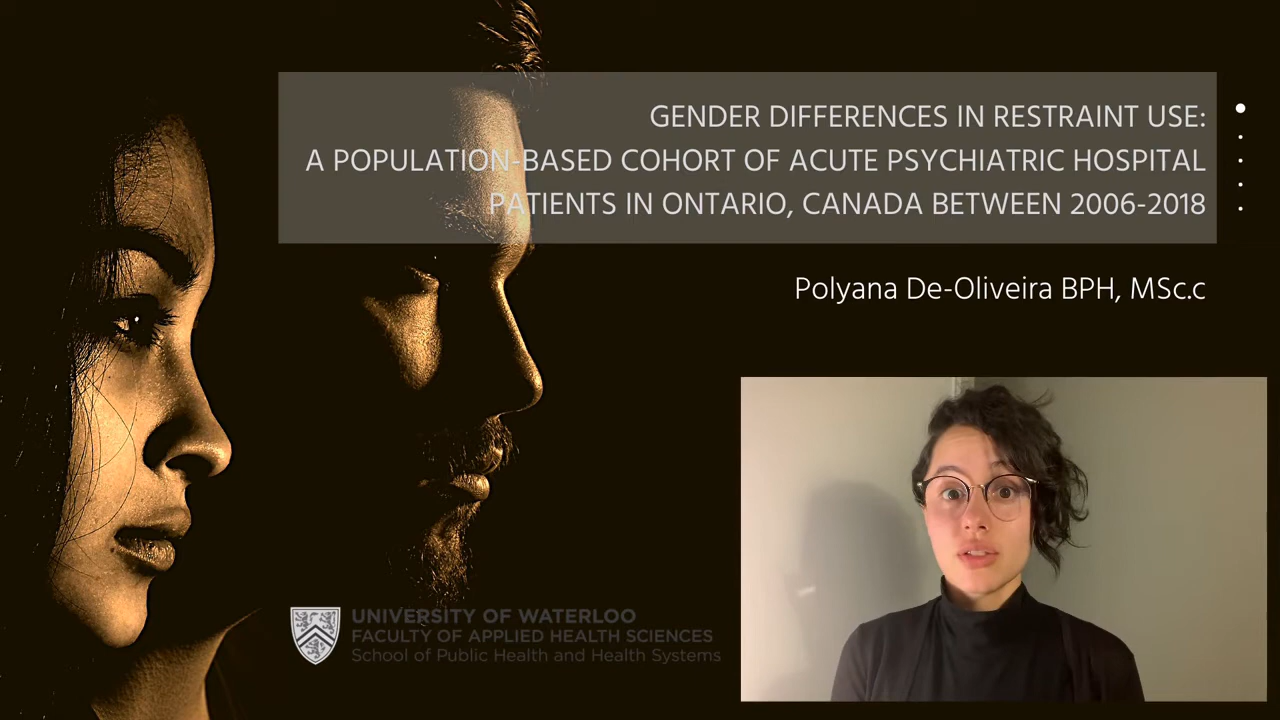 GENDER DIFFERENCES IN RESTRAINT USE:
A POPULATION-BASED COHORT OF ACUTE PSYCHIATRIC HOSPITAL
PATIENTS IN ONTARIO, CANADA BETWEEN 2006-2018
Polyana De-Oliveira BPH, MSc.c
UNIVERSITY OF WATERLOO
FACULTY OF APPLIED HEALTH SCIENCES
School of Public Health and Health Systems